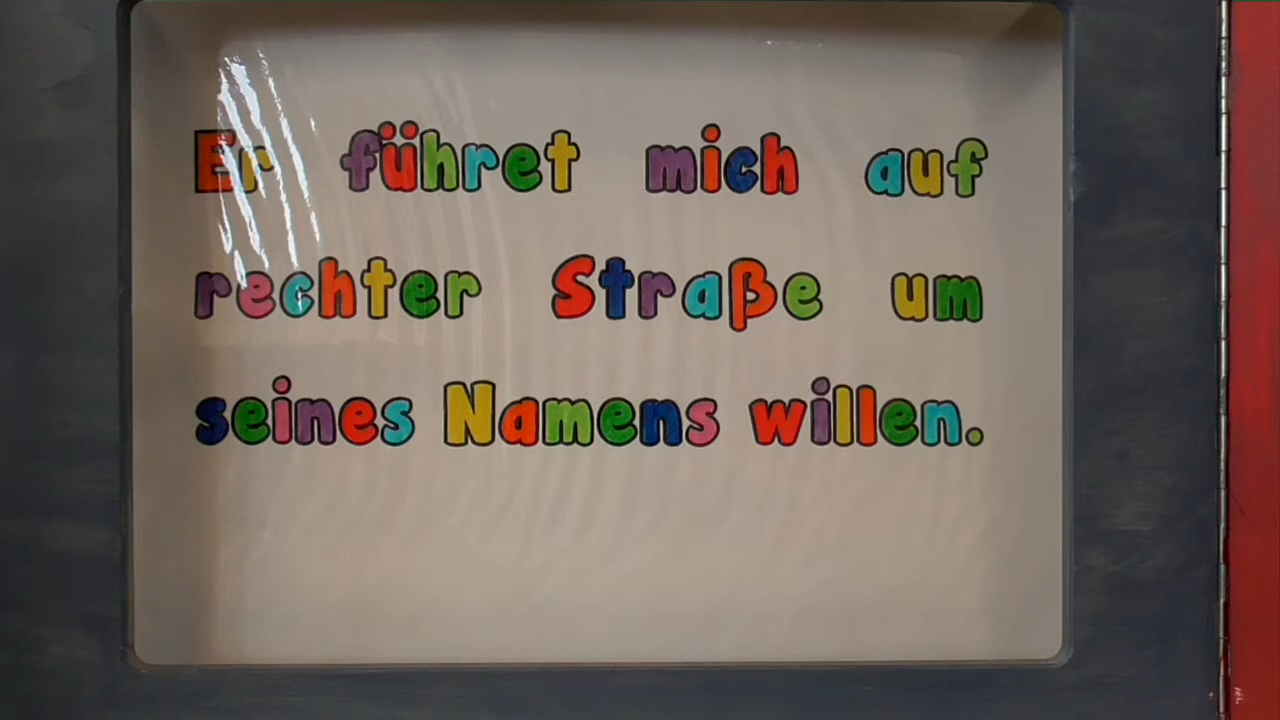 Er führet mich auf
rechter Straße um
seines Namens willen.